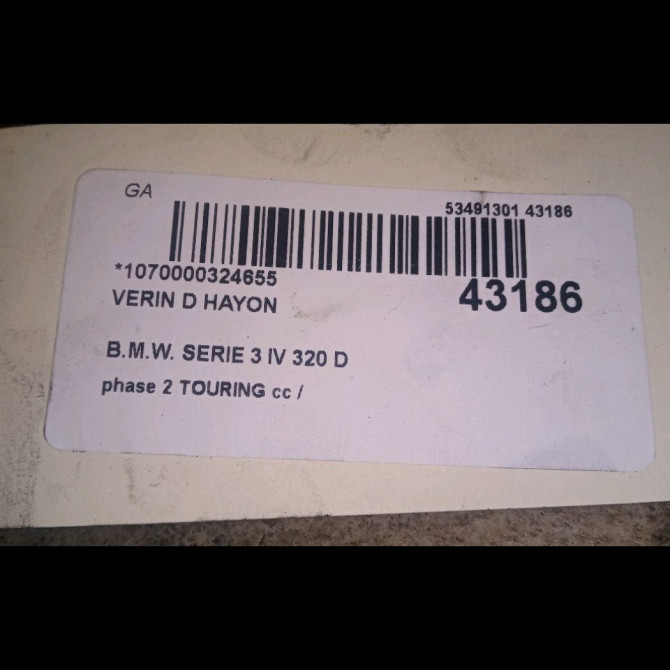 GA
53491301 43186
*1070000324655
43186
VERIN D HAYON
B.M.W. SERIE 3 IV 320 D
phase 2 TOURING cc /